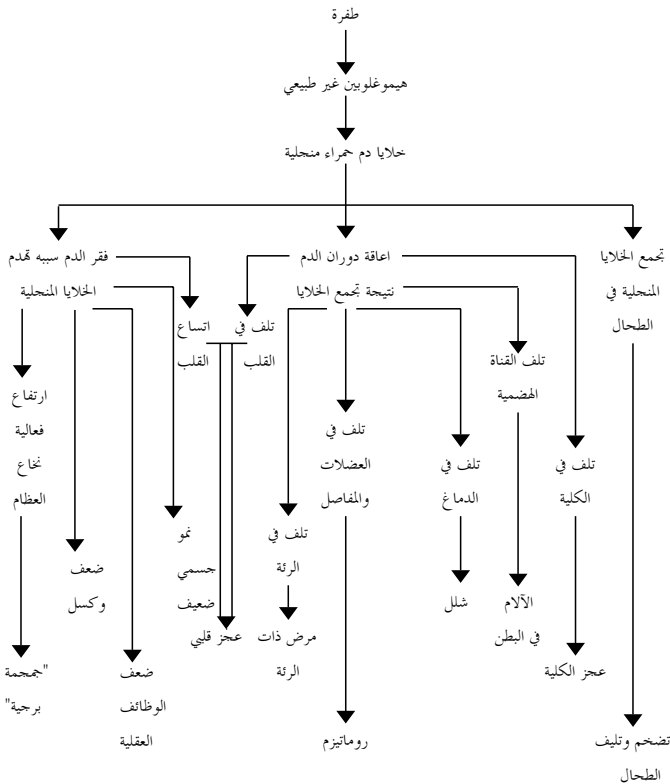 طفرة
هيموغلوبين غير طبيعي
خلايا دم حمراء منجلية
تجمع الخلايا
المنجلية في
الطحال
اعاقة دوران الدم
نتيجة تجمع الخلايا
فقر الدم سببه تهدم
الخلايا المنجلية
تلف في
القلب
اتساع
القلب
تلف القناة
الهضمية
ارتفاع
فعالية
نخاع
العظام
تلف في
العضلات
والمفاصل
تلف في
الدماغ
تلف في
الكلية
تلف في
الرئة
نمو
جسمي
ضعيف
ضعف
وكسل
شلل
الآلام
في البطن
عجز قلبي
مرض ذات
الرئة
عجز الكلية
"جمجمة
برجية"
ضعف
الوظائف
العقلية
روماتيزم
تضخم وتليف
الطحال